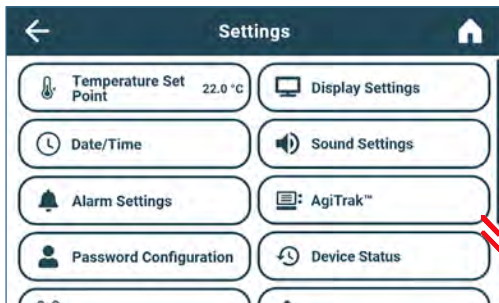 Settings
Temperature Set
Point
22.0 °C
Display Settings
Date/Time
Sound Settings
Alarm Settings
AgiTrak™
Password Configuration
Device Status